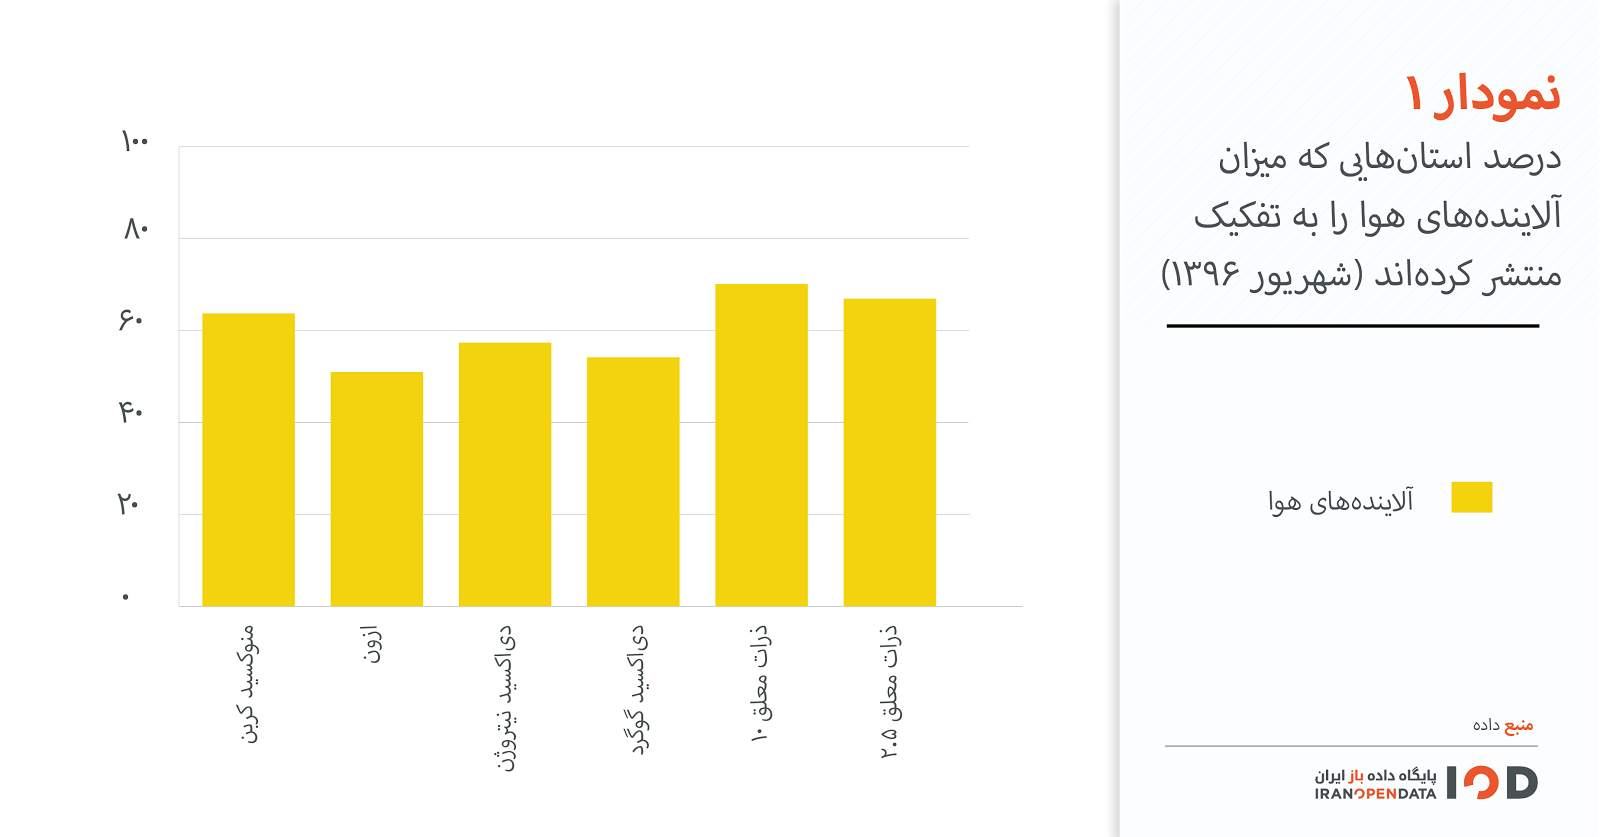 نمودار ۱
درصد استان‌هایی که میزان
آلاینده‌های هوا را به تفکیک
منتشر کرده‌اند (شهریور ۱۳۹۶)
آلاینده‌های هوا
۱۰۰
۸۰
۶۰
۴۰
۲۰
۰
منوکسید کربن
ازون
دی‌اکسید نیتروژن
دی‌اکسید گوگرد
ذرات معلق ۱۰
ذرات معلق ۲.۵
منبع داده
پایگاه داده باز ایران
IRANOPENDATA
IOD